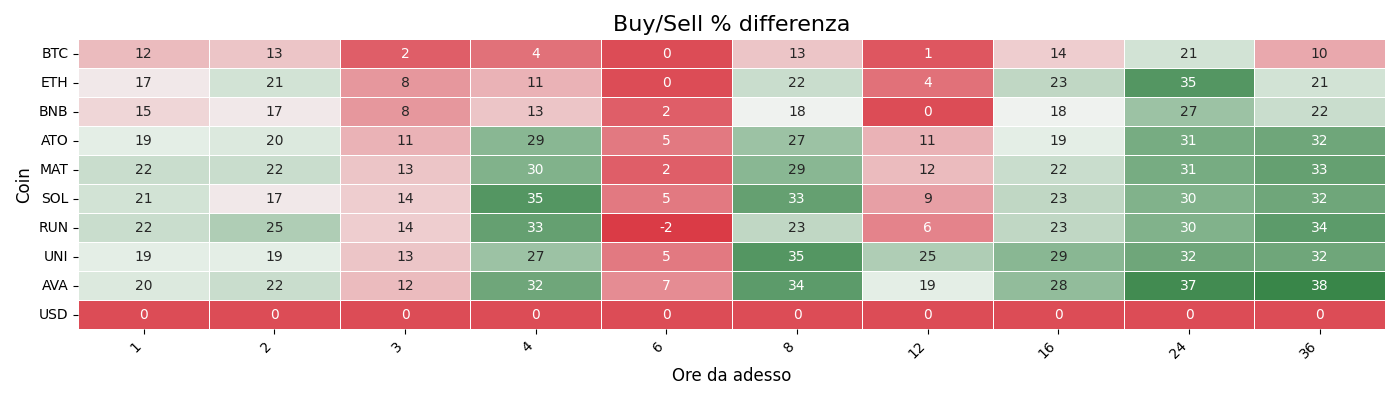 Buy/Sell % differenza
Coin
BTC 12 13 2 4 0 13 1 14 21 10
ETH 17 21 8 11 0 22 4 23 35 21
BNB 15 17 8 13 2 18 0 18 27 22
ATO 19 20 11 29 5 27 11 19 31 32
MAT 22 22 13 30 2 29 12 22 31 33
SOL 21 17 14 35 5 33 9 23 30 32
RUN 22 25 14 33 -2 23 6 23 30 34
UNI 19 19 13 27 5 35 25 29 32 32
AVA 20 22 12 32 7 34 19 28 37 38
USD 0 0 0 0 0 0 0 0 0 0
1 2 3 4 6 8 12 16 24 36
Ore da adesso